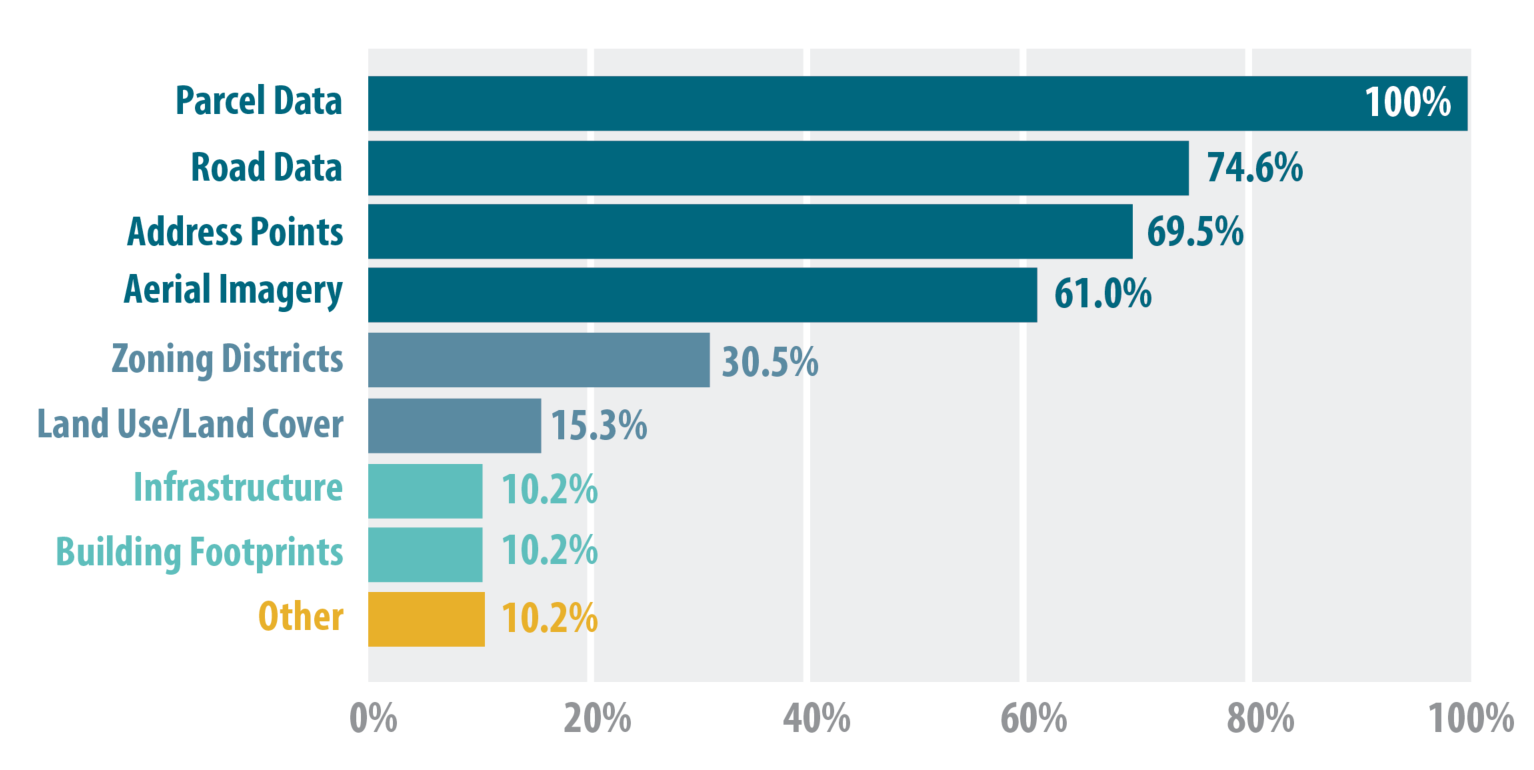 Parcel Data 100%
Road Data 74.6%
Address Points 69.5%
Aerial Imagery 61.0%
Zoning Districts 30.5%
Land Use/Land Cover 15.3%
Infrastructure 10.2%
Building Footprints 10.2%
Other 10.2%
0% 20% 40% 60% 80% 100%